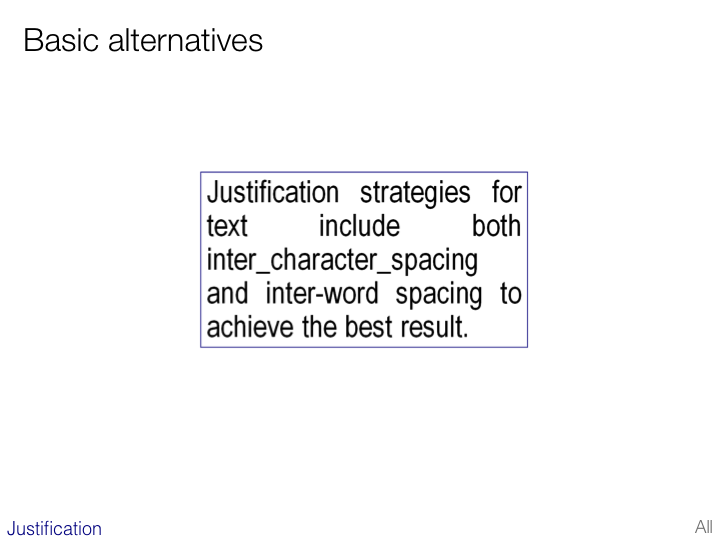 Basic alternatives
Justification strategies for
text include both
inter_character_spacing
and inter-word spacing to
achieve the best result.
Justification
All